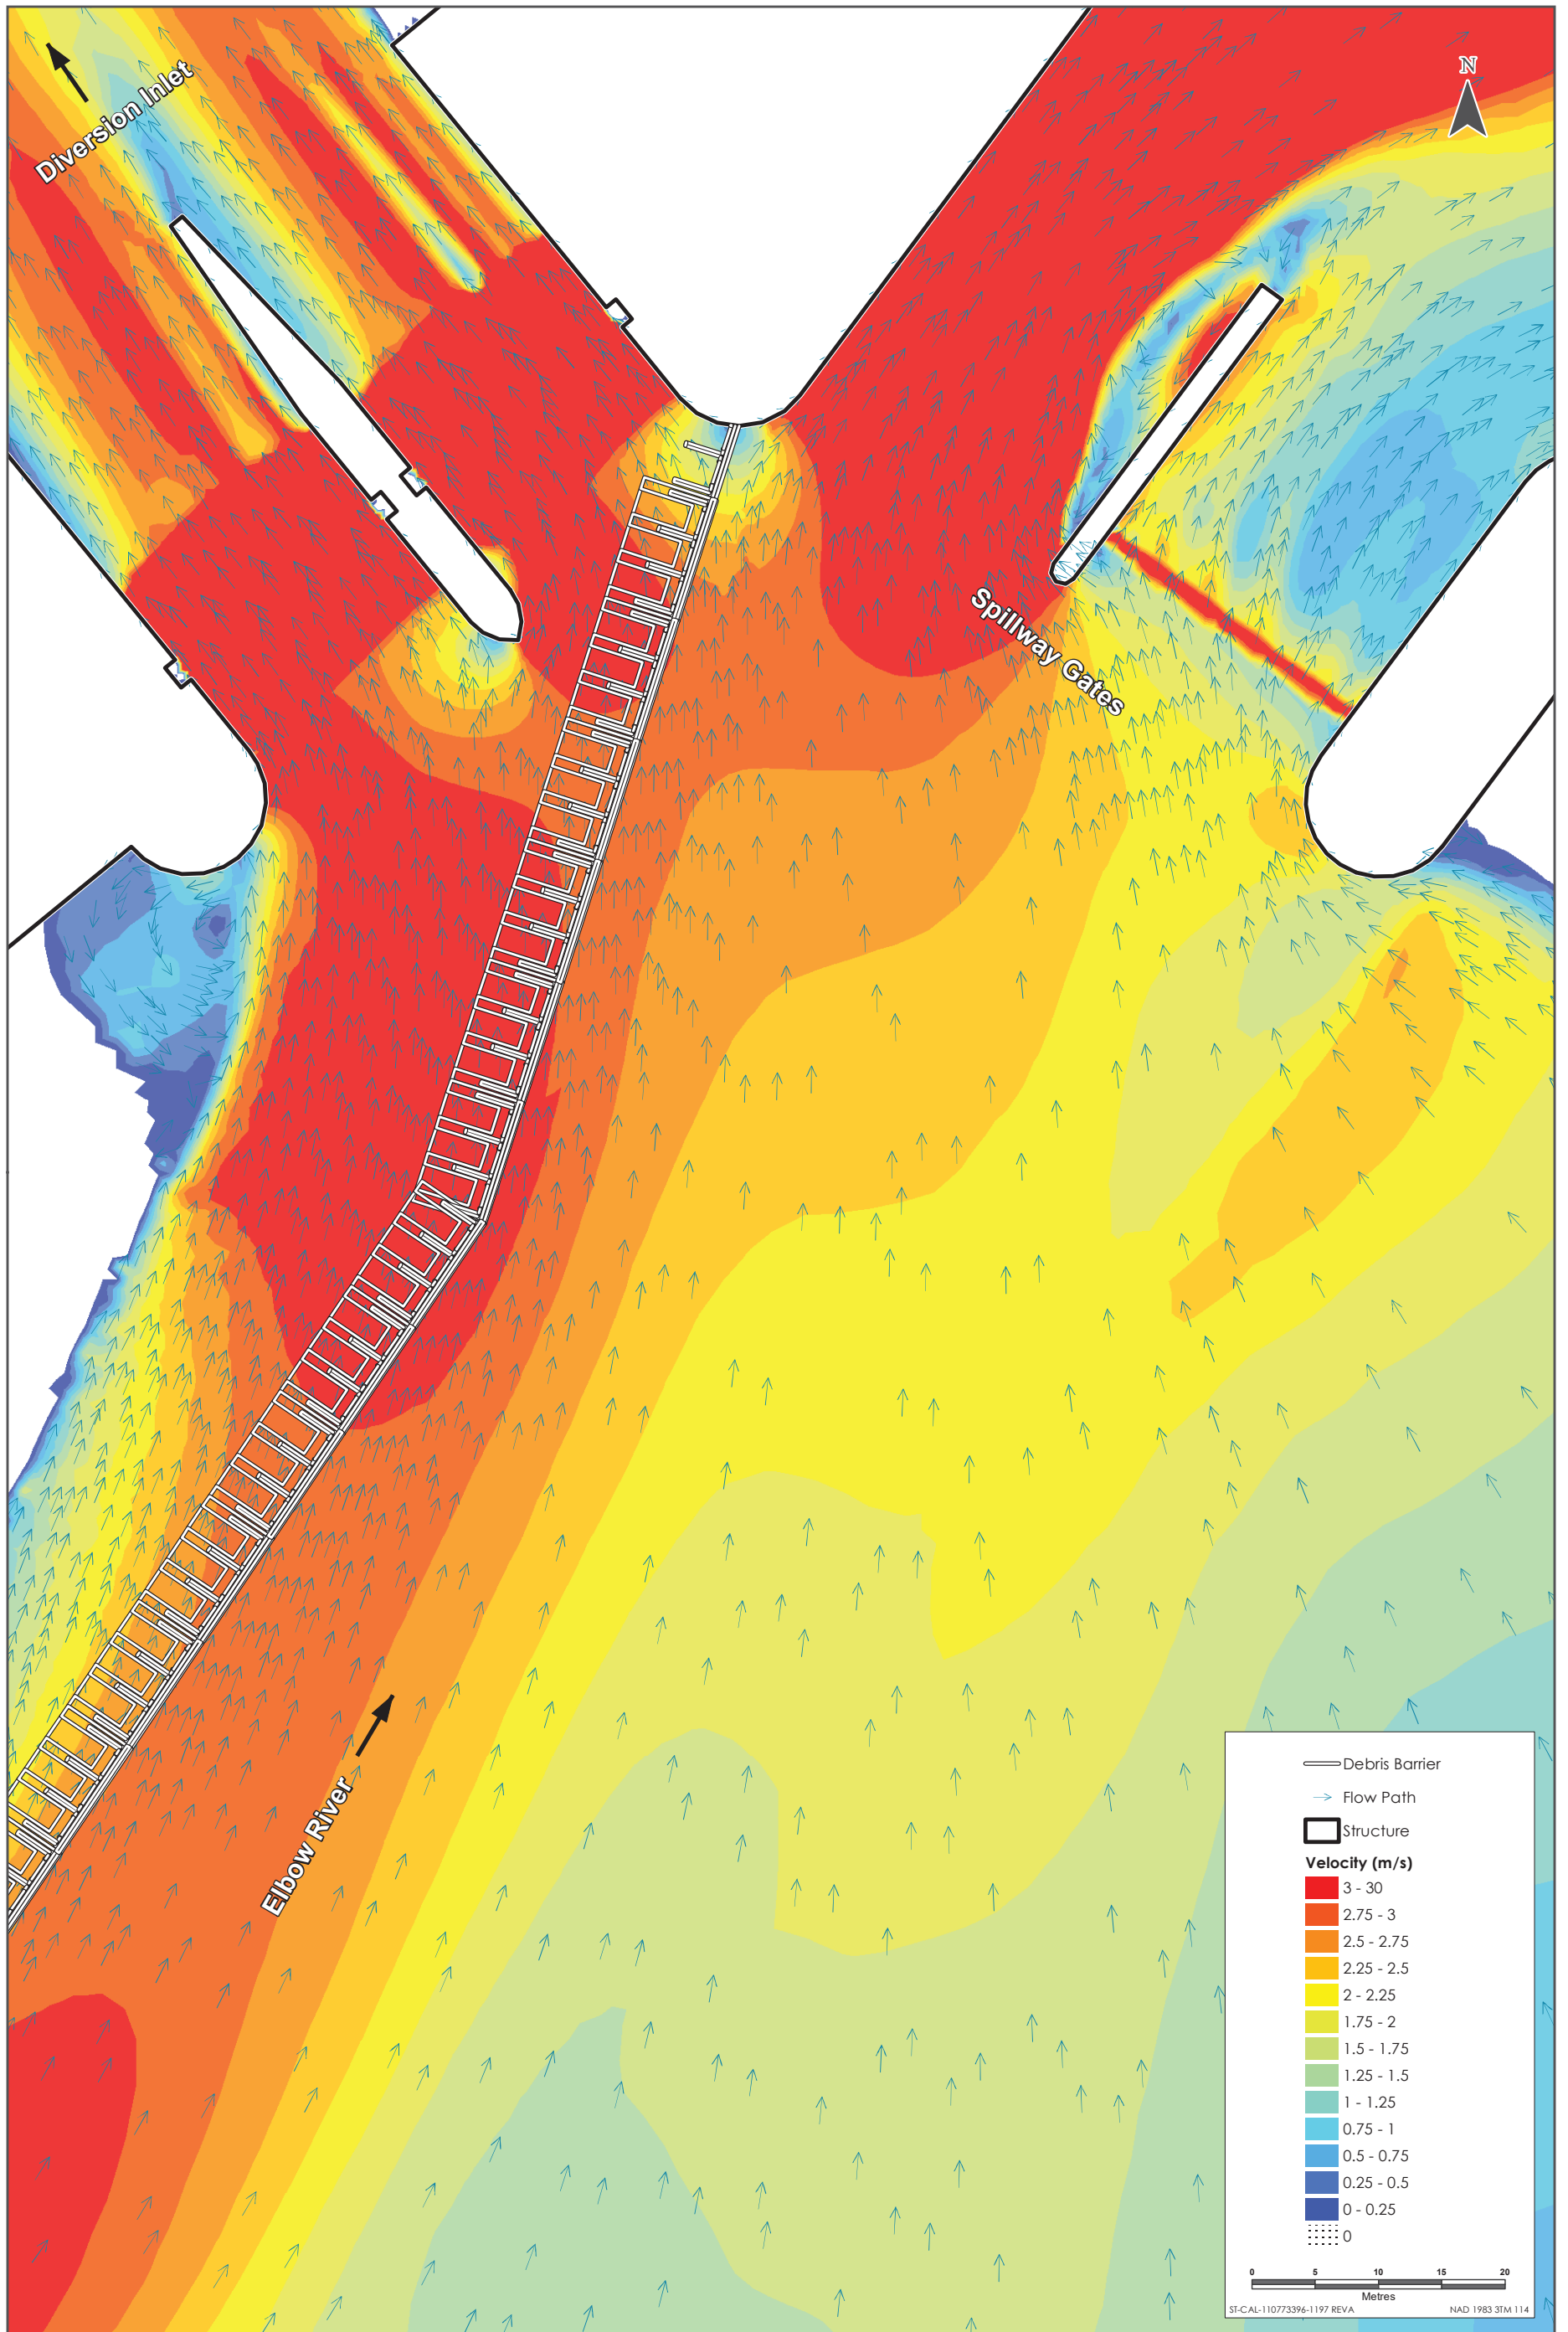 Diversion Inlet
N
Spillway Gates
Elbow River
Debris Barrier
Flow Path
Structure
Velocity (m/s)
3 - 30
2.75 - 3
2.5 - 2.75
2.25 - 2.5
2 - 2.25
1.75 - 2
1.5 - 1.75
1.25 - 1.5
1 - 1.25
0.75 - 1
0.5 - 0.75
0.25 - 0.5
0 - 0.25
0
0 5 10 15 20
Metres
ST-CAL-110773396-1197 REVA NAD 1983 3TM 114